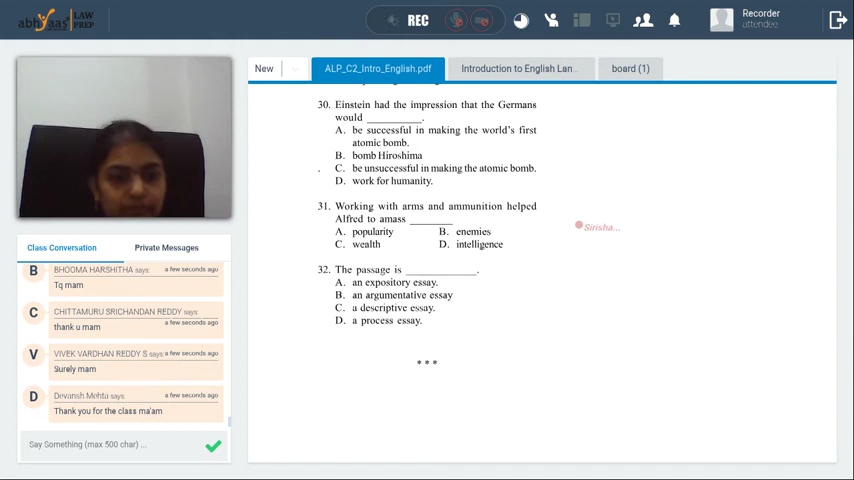 abhyaas LAW PREP
REC
Recorder
attendee
New
ALP_C2_Intro_English.pdf
Introduction to English Lan...
board (1)
30. Einstein had the impression that the Germans
would __________.
A. be successful in making the world's first
atomic bomb.
B. bomb Hiroshima
C. be unsuccessful in making the atomic bomb.
D. work for humanity.
31. Working with arms and ammunition helped
Alfred to amass ________
A. popularity B. enemies
C. wealth D. intelligence
32. The passage is _____________.
A. an expository essay.
B. an argumentative essay
C. a descriptive essay.
D. a process essay.
* * *
Sirisha...
Class Conversation
Private Messages
B
BHOOMA HARSHITHA says: a few seconds ago
Tq mam
C
CHITTAMURU SRICHANDAN REDDY says:
a few seconds ago
thank u mam
V
VIVEK VARDHAN REDDY S says: a few seconds ago
Surely mam
D
Devansh Mehta says: a few seconds ago
Thank you for the class ma'am
Say Something (max 500 char) ...